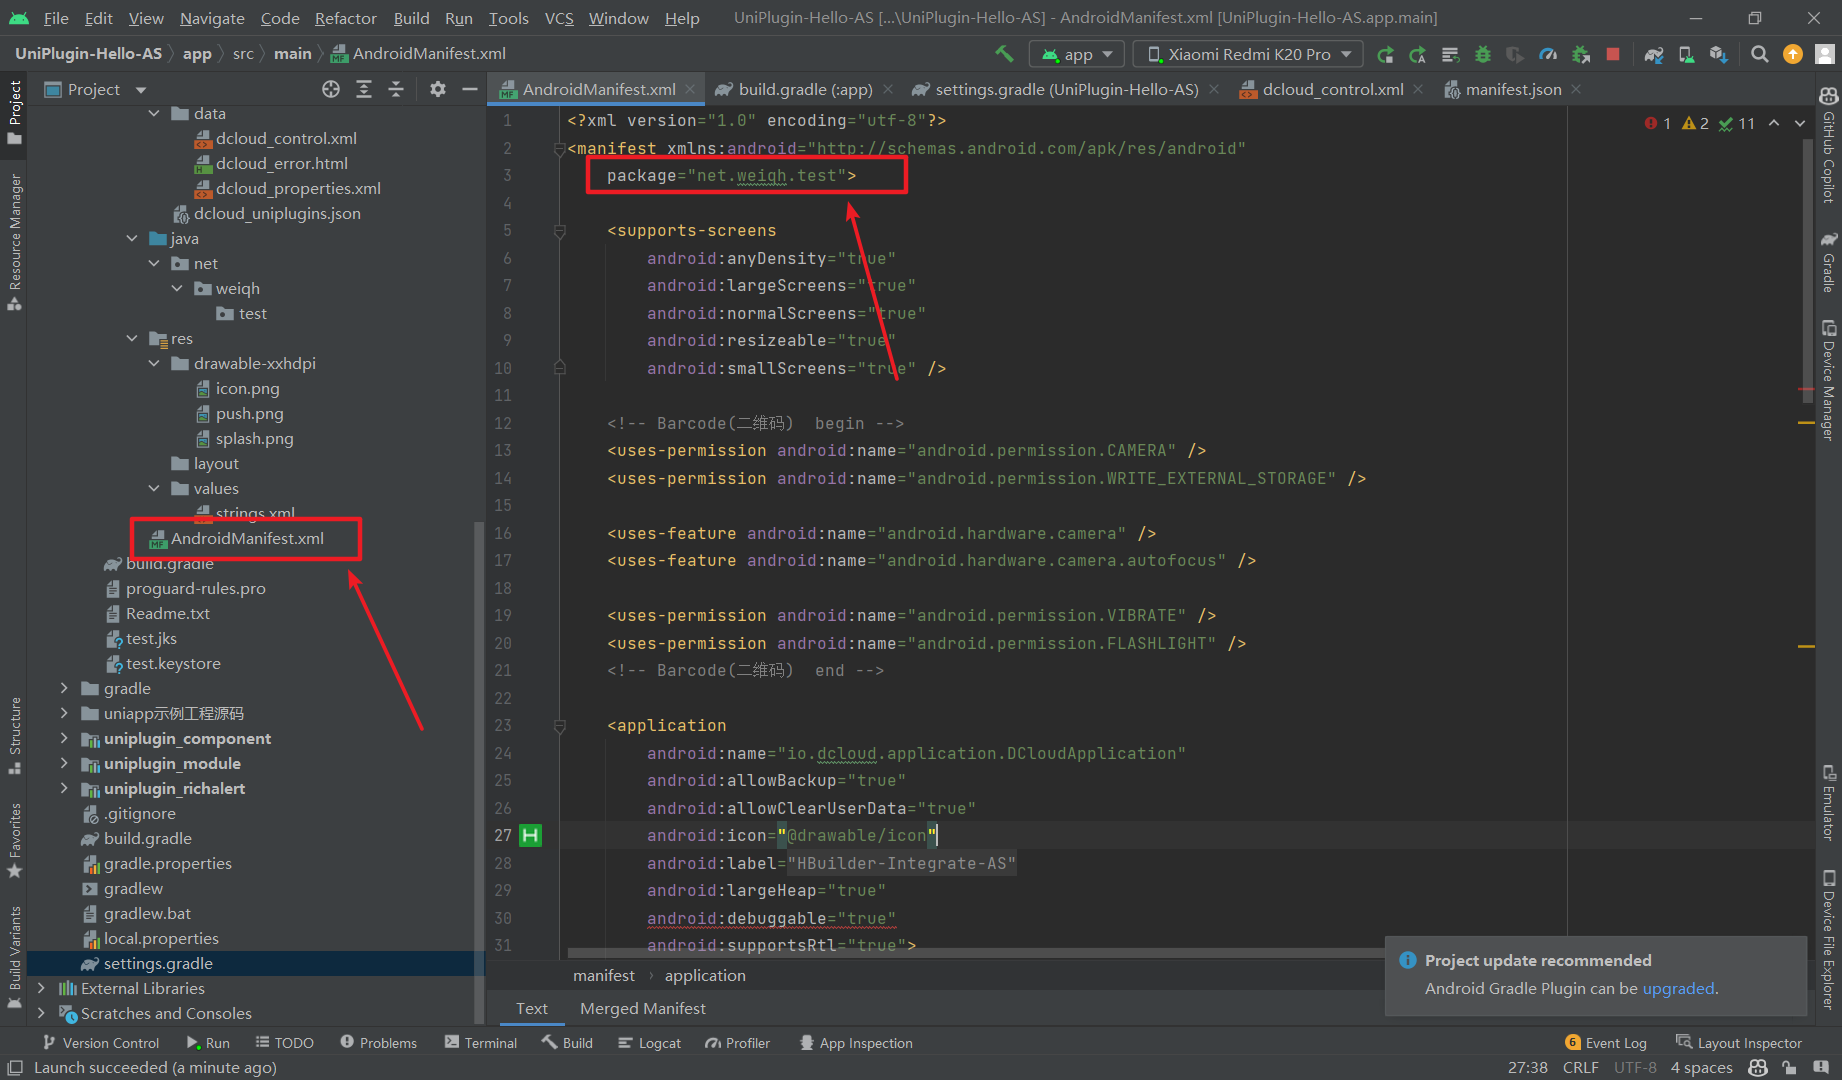 File Edit View Navigate Code Refactor Build Run Tools VCS Window Help UniPlugin-Hello-AS [...\UniPlugin-Hello-AS] - AndroidManifest.xml [UniPlugin-Hello-AS.app.main]
UniPlugin-Hello-AS app src main AndroidManifest.xml app Xiaomi Redmi K20 Pro
Project
AndroidManifest.xml build.gradle (:app) settings.gradle (UniPlugin-Hello-AS) dcloud_control.xml manifest.json
Project
Resource Manager
Structure
Favorites
Build Variants
data
dcloud_control.xml
dcloud_error.html
dcloud_properties.xml
dcloud_uniplugins.json
java
net
weiqh
test
res
drawable-xxhdpi
icon.png
push.png
splash.png
layout
values
strings.xml
AndroidManifest.xml
build.gradle
proguard-rules.pro
Readme.txt
test.jks
test.keystore
gradle
uniapp示例工程源码
uniplugin_component
uniplugin_module
uniplugin_richalert
.gitignore
build.gradle
gradle.properties
gradlew
gradlew.bat
local.properties
settings.gradle
External Libraries
Scratches and Consoles
1 <?xml version="1.0" encoding="utf-8"?>
2 <manifest xmlns:android="http://schemas.android.com/apk/res/android"
3 package="net.weiqh.test">
4
5 <supports-screens
6 android:anyDensity="true"
7 android:largeScreens="true"
8 android:normalScreens="true"
9 android:resizeable="true"
10 android:smallScreens="true" />
11
12 <!-- Barcode(二维码) begin -->
13 <uses-permission android:name="android.permission.CAMERA" />
14 <uses-permission android:name="android.permission.WRITE_EXTERNAL_STORAGE" />
15
16 <uses-feature android:name="android.hardware.camera" />
17 <uses-feature android:name="android.hardware.camera.autofocus" />
18
19 <uses-permission android:name="android.permission.VIBRATE" />
20 <uses-permission android:name="android.permission.FLASHLIGHT" />
21 <!-- Barcode(二维码) end -->
22
23 <application
24 android:name="io.dcloud.application.DCloudApplication"
25 android:allowBackup="true"
26 android:allowClearUserData="true"
27 H android:icon="@drawable/icon"
28 android:label="HBuilder-Integrate-AS"
29 android:largeHeap="true"
30 android:debuggable="true"
31 android:supportsRtl="true">
1 2 11
GitHub Copilot
Gradle
Device Manager
Emulator
Device File Explorer
Project update recommended
Android Gradle Plugin can be upgraded.
manifest application
Text Merged Manifest
Version Control Run TODO Problems Terminal Build Logcat Profiler App Inspection 6 Event Log Layout Inspector
Launch succeeded (a minute ago) 27:38 CRLF UTF-8 4 spaces